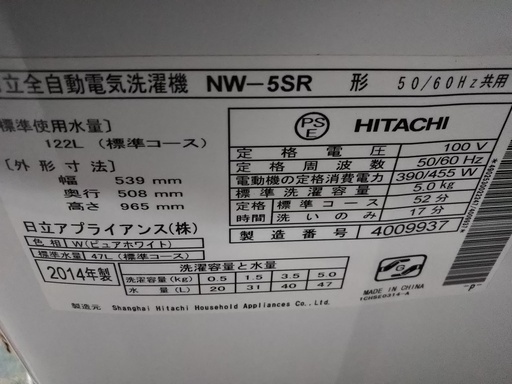 立全自動電気洗濯機 NW-5SR 形 50/60Hz共用
標準使用水量]
122L (標準コース)
[外形寸法]
幅 539 mm
奥行 508 mm
高さ 965 mm
日立アプライアンス(株)
色相 W(ピュアホワイト)
標準水量 47L(標準コース)
2014年製
PS
E
HITACHI
定格電圧 100 V
定格周波数 50/60 Hz
電動機の定格消費電力 390/455 W
標準洗濯容量 5.0kg
定格時間 標準コース 52分
洗いのみ 17分
製造番号 4009937
洗濯容量と水量
洗濯容量(kg) 0.5 1.5 3.5 5.0
水量(L) 20 31 40 47
製造元 Shanghai Hitachi Household Appliances Co., Ltd.
G
MADE IN CHINA
1CHSE0314-A
"P"